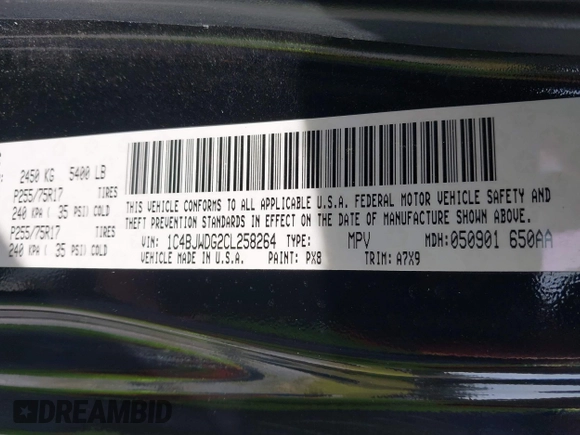 2450 KG 5400 LB
P255/75R17 TIRES
240 KPA ( 35 PSI) COLD
P255/75R17 TIRES
240 KPA ( 35 PSI) COLD
THIS VEHICLE CONFORMS TO ALL APPLICABLE U.S.A. FEDERAL MOTOR VEHICLE SAFETY AND
THEFT PREVENTION STANDARDS IN EFFECT ON THE DATE OF MANUFACTURE SHOWN ABOVE.
VIN: 1C4BJWDG2CL258264 TYPE: MPV MDH:050901 650AA
VEHICLE MADE IN U.S.A. PAINT: PX8 TRIM: A7X9
DREAMBID